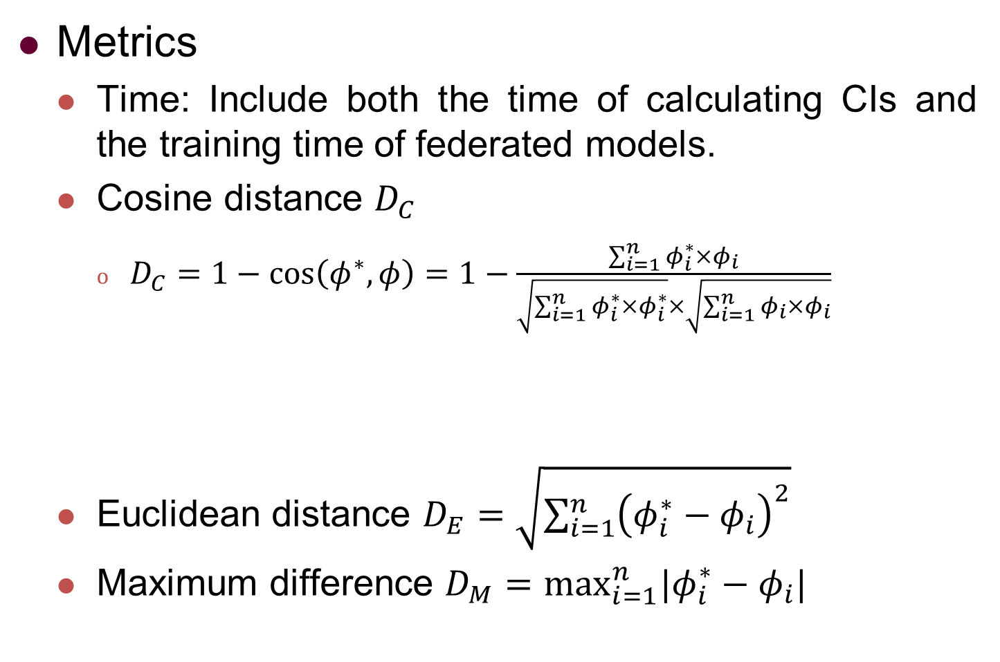 ● Metrics
● Time: Include both the time of calculating CIs and
the training time of federated models.
● Cosine distance $D_C$
o $D_C = 1 - \cos(\phi^*, \phi) = 1 - \frac{\sum_{i=1}^{n} \phi_i^* \times \phi_i}{\sqrt{\sum_{i=1}^{n} \phi_i^* \times \phi_i^*} \times \sqrt{\sum_{i=1}^{n} \phi_i \times \phi_i}}$
● Euclidean distance $D_E = \sqrt{\sum_{i=1}^{n} (\phi_i^* - \phi_i)^2}$
● Maximum difference $D_M = \max_{i=1}^{n} |\phi_i^* - \phi_i|$